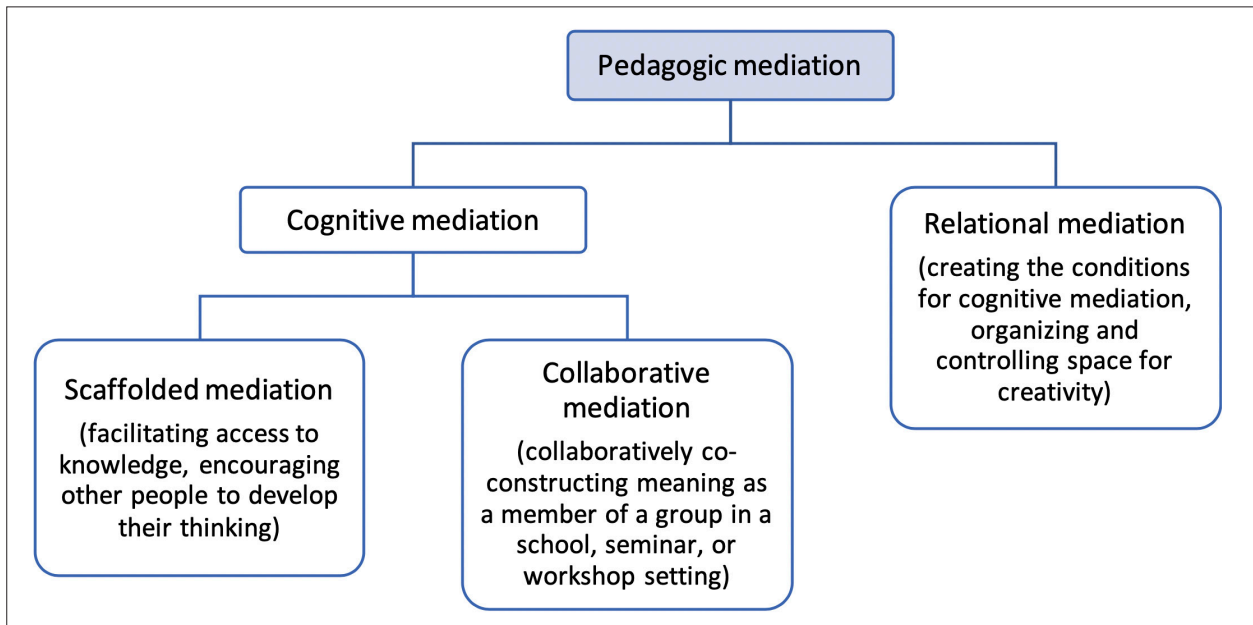 Pedagogic mediation
Cognitive mediation
Relational mediation
(creating the conditions
for cognitive mediation,
organizing and
controlling space for
creativity)
Scaffolded mediation
(facilitating access to
knowledge, encouraging
other people to develop
their thinking)
Collaborative
mediation
(collaboratively co-
constructing meaning as
a member of a group in a
school, seminar, or
workshop setting)